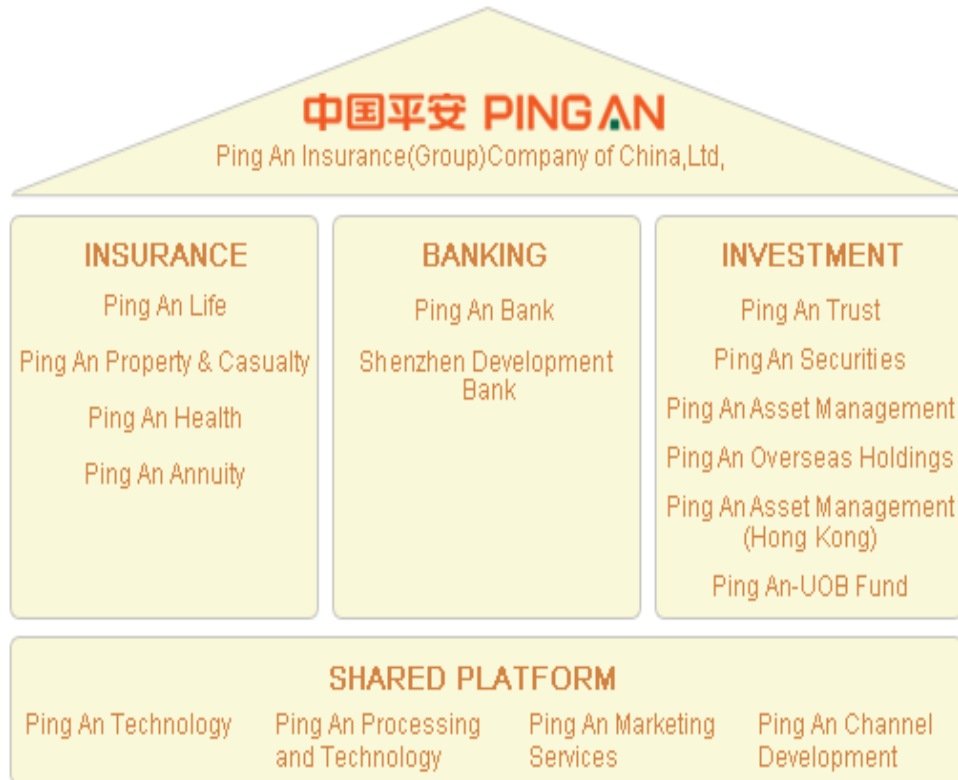 中国平安 PING AN
Ping An Insurance(Group)Company of China,Ltd,
INSURANCE
Ping An Life
Ping An Property & Casualty
Ping An Health
Ping An Annuity
BANKING
Ping An Bank
Shenzhen Development
Bank
INVESTMENT
Ping An Trust
Ping An Securities
Ping An Asset Management
Ping An Overseas Holdings
Ping An Asset Management
(Hong Kong)
Ping An-UOB Fund
SHARED PLATFORM
Ping An Technology
Ping An Processing
and Technology
Ping An Marketing
Services
Ping An Channel
Development